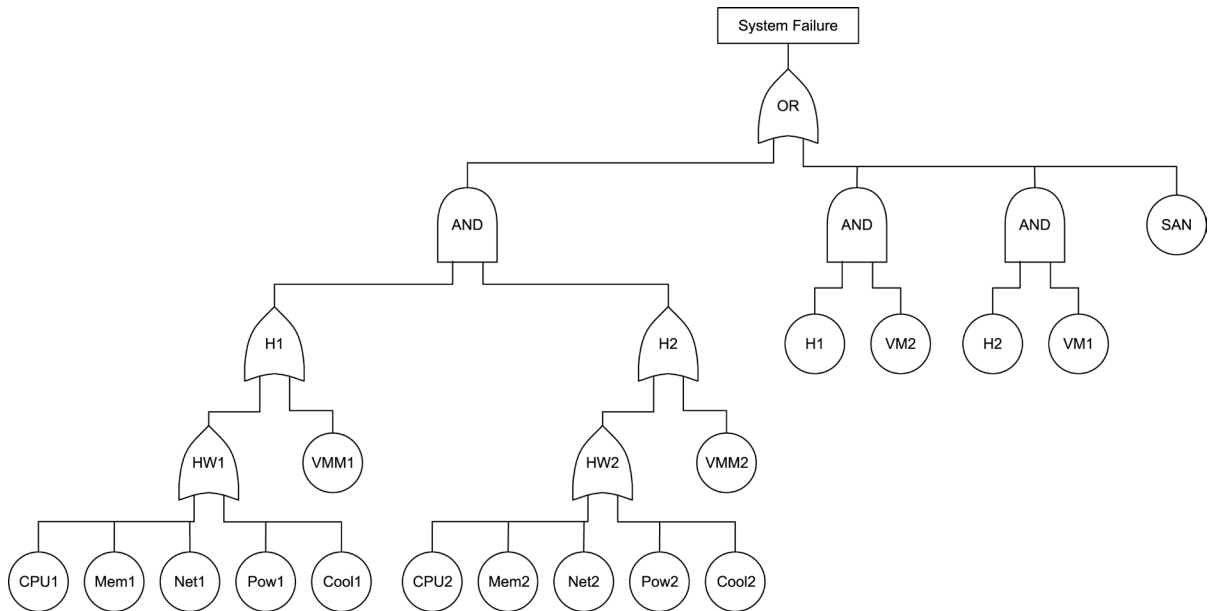 System Failure
OR
AND
AND
AND
SAN
H1
H2
H1
VM2
H2
VM1
HW1
VMM1
HW2
VMM2
CPU1
Mem1
Net1
Pow1
Cool1
CPU2
Mem2
Net2
Pow2
Cool2